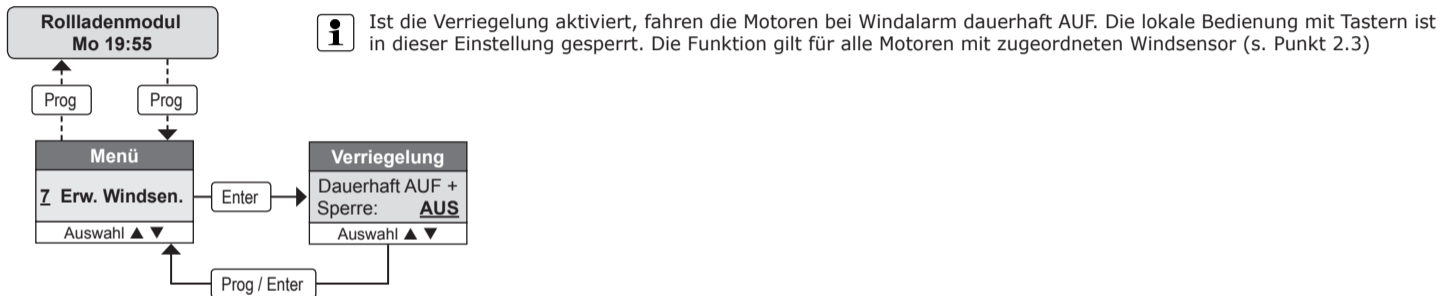 Rollladenmodul
Mo 19:55
i
Ist die Verriegelung aktiviert, fahren die Motoren bei Windalarm dauerhaft AUF. Die lokale Bedienung mit Tastern ist
in dieser Einstellung gesperrt. Die Funktion gilt für alle Motoren mit zugeordneten Windsensor (s. Punkt 2.3)
Prog
Prog
Menü
7 Erw. Windsen.
Auswahl ▲ ▼
Enter
Verriegelung
Dauerhaft AUF +
Sperre: AUS
Auswahl ▲ ▼
Prog / Enter